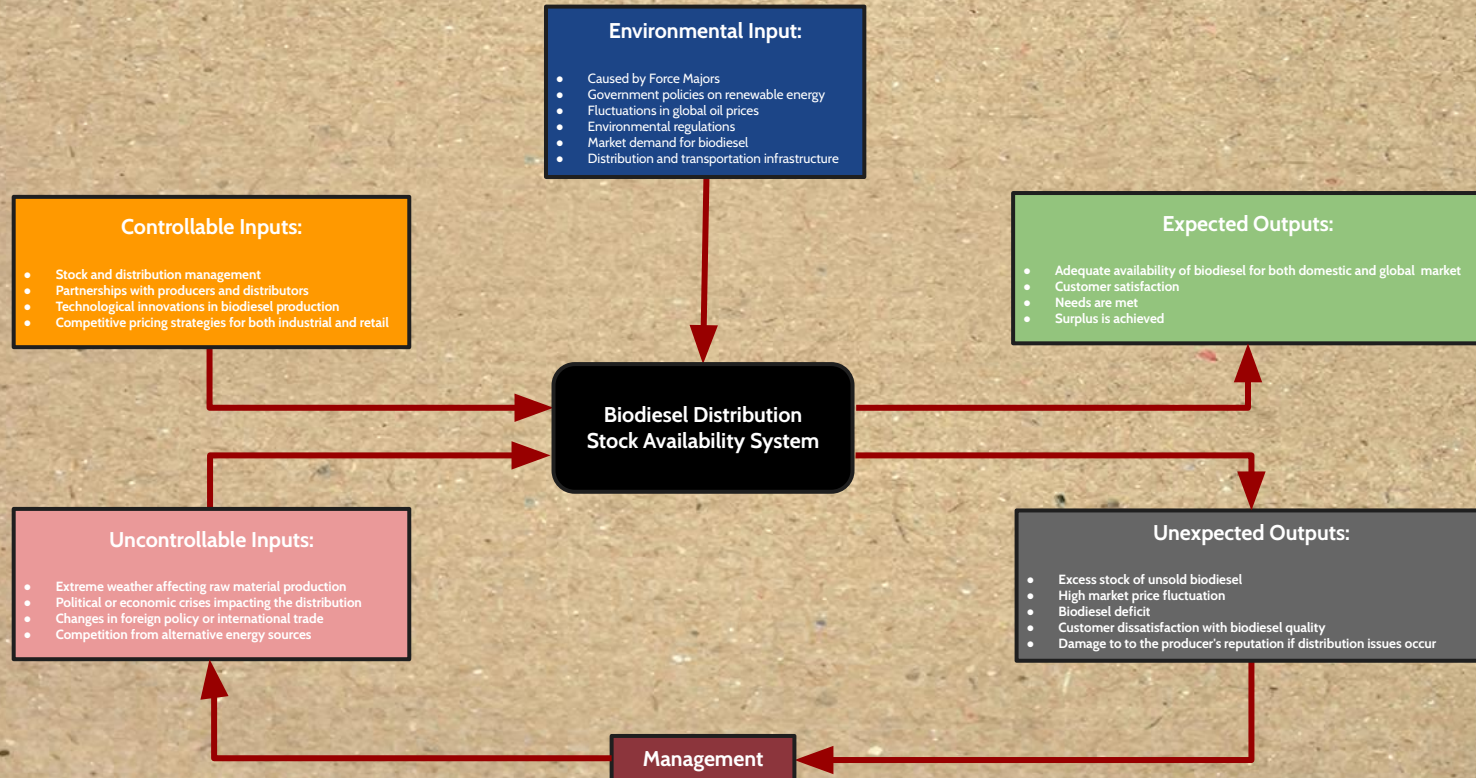 Environmental Input:
● Caused by Force Majors
● Government policies on renewable energy
● Fluctuations in global oil prices
● Environmental regulations
● Market demand for biodiesel
● Distribution and transportation infrastructure
Controllable Inputs:
● Stock and distribution management
● Partnerships with producers and distributors
● Technological innovations in biodiesel production
● Competitive pricing strategies for both industrial and retail
Expected Outputs:
● Adequate availability of biodiesel for both domestic and global market
● Customer satisfaction
● Needs are met
● Surplus is achieved
Biodiesel Distribution
Stock Availability System
Uncontrollable Inputs:
● Extreme weather affecting raw material production
● Political or economic crises impacting the distribution
● Changes in foreign policy or international trade
● Competition from alternative energy sources
Unexpected Outputs:
● Excess stock of unsold biodiesel
● High market price fluctuation
● Biodiesel deficit
● Customer dissatisfaction with biodiesel quality
● Damage to to the producer's reputation if distribution issues occur
Management